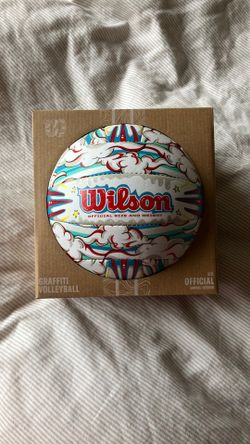 Wilson
OFFICIAL SIZE AND WEIGHT
GRAFFITI
VOLLEYBALL
OFFICIAL